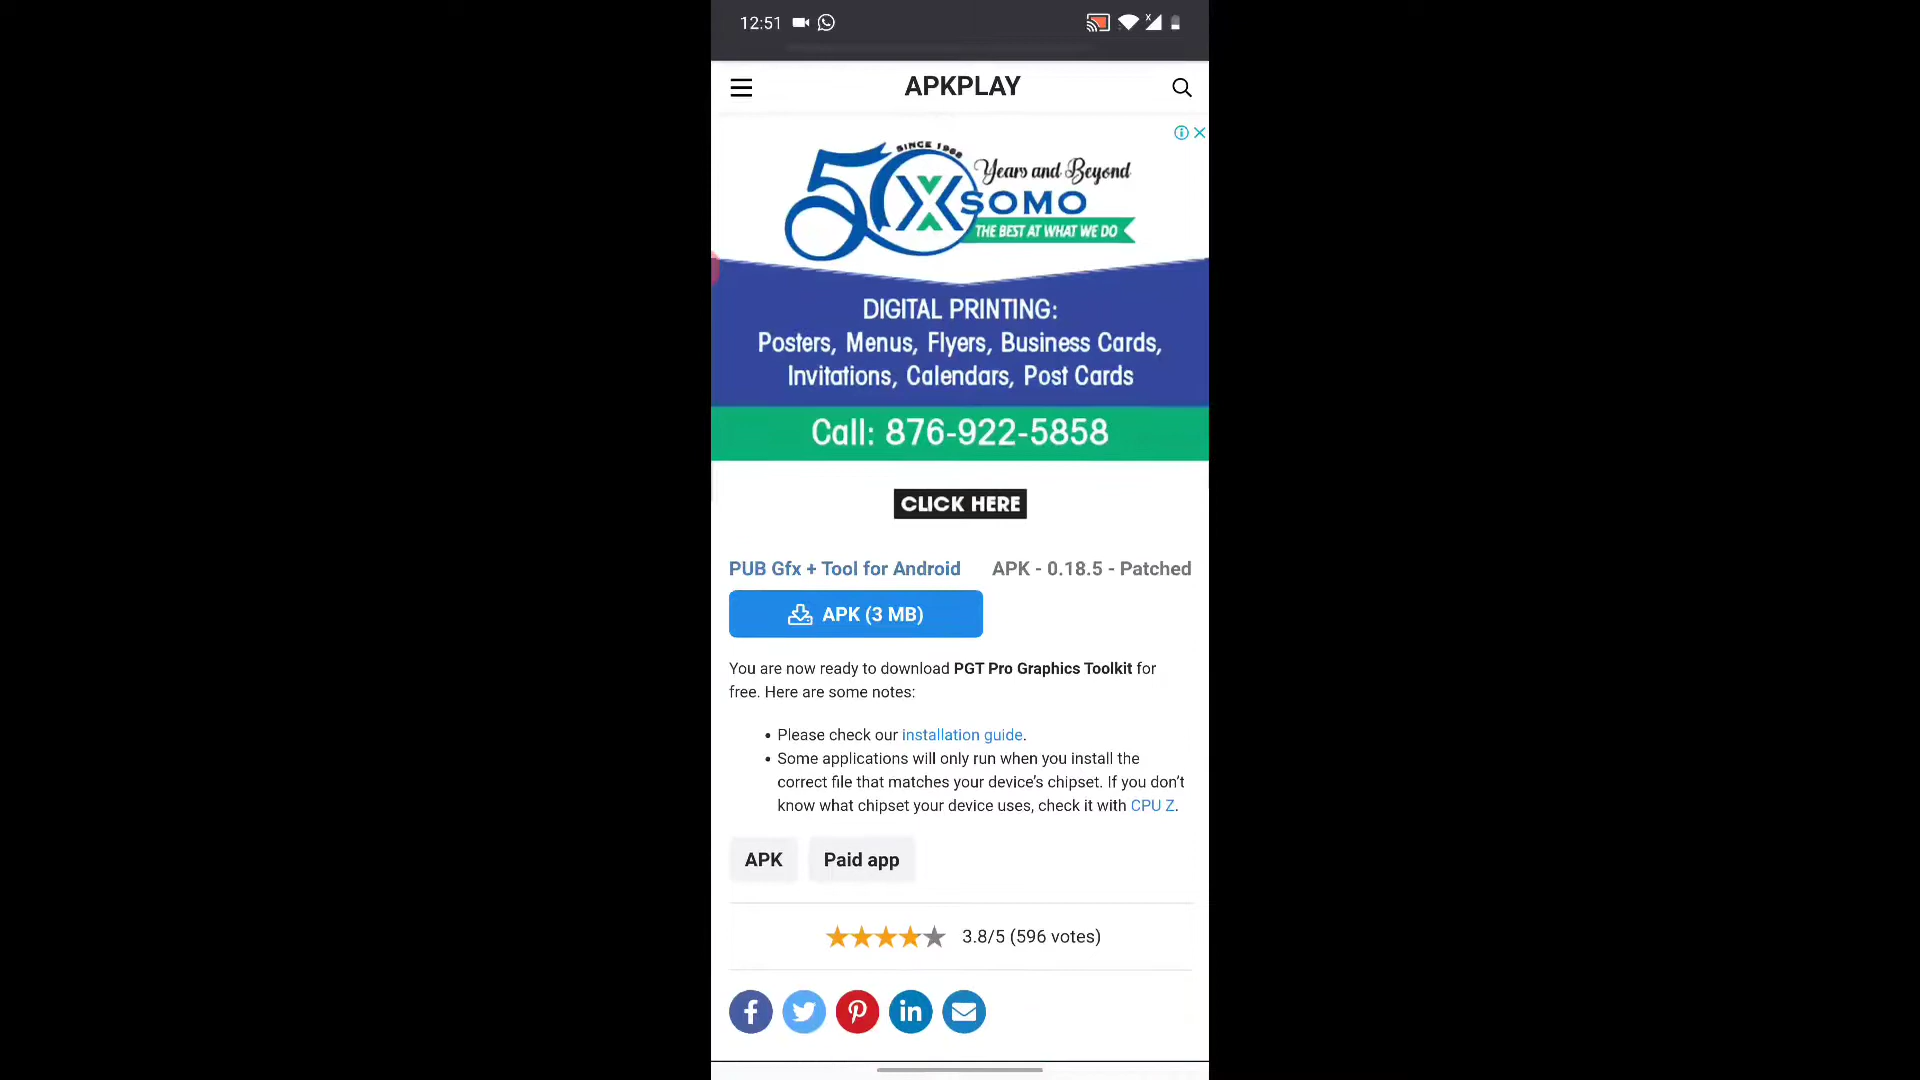 12:51
APKPLAY
SINCE 1968
50 Years and Beyond
XSOMO
THE BEST AT WHAT WE DO
DIGITAL PRINTING:
Posters, Menus, Flyers, Business Cards,
Invitations, Calendars, Post Cards
Call: 876-922-5858
CLICK HERE
PUB Gfx + Tool for Android APK - 0.18.5 - Patched
APK (3 MB)
You are now ready to download PGT Pro Graphics Toolkit for
free. Here are some notes:
• Please check our installation guide.
• Some applications will only run when you install the
correct file that matches your device's chipset. If you don't
know what chipset your device uses, check it with CPU Z.
APK Paid app
3.8/5 (596 votes)